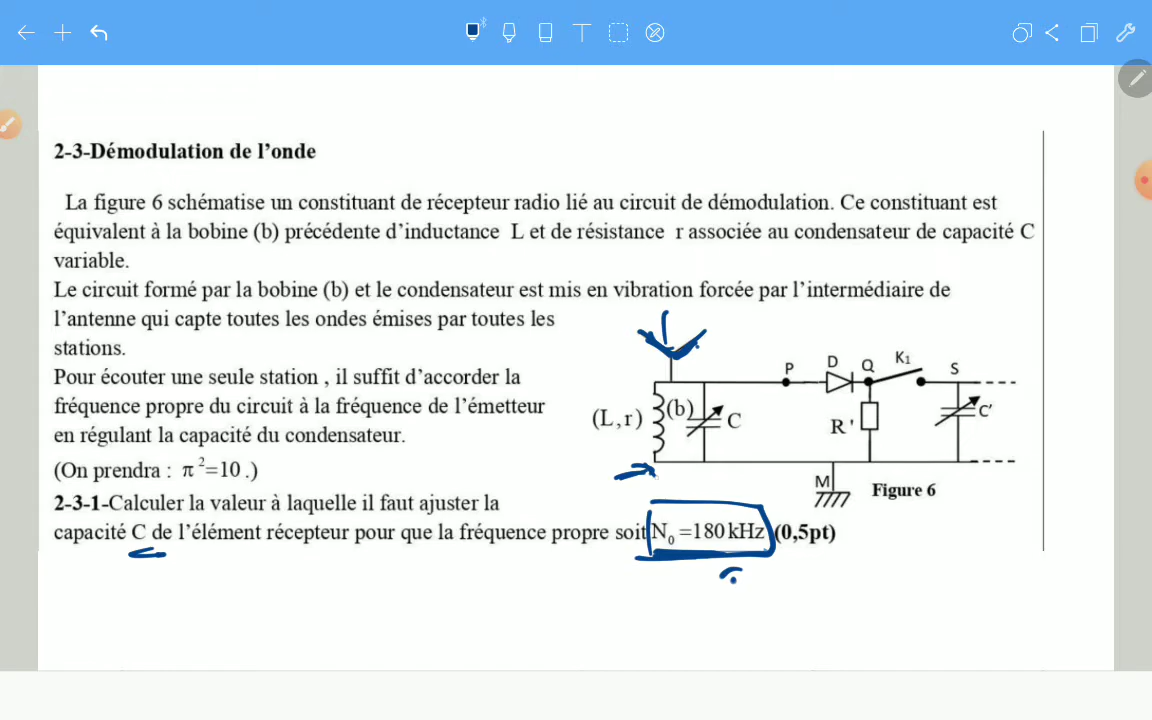 2-3-Démodulation de l’onde
La figure 6 schématise un constituant de récepteur radio lié au circuit de démodulation. Ce constituant est
équivalent à la bobine (b) précédente d’inductance L et de résistance r associée au condensateur de capacité C
variable.
Le circuit formé par la bobine (b) et le condensateur est mis en vibration forcée par l’intermédiaire de
l’antenne qui capte toutes les ondes émises par toutes les
stations.
Pour écouter une seule station , il suffit d’accorder la
fréquence propre du circuit à la fréquence de l’émetteur
en régulant la capacité du condensateur.
(On prendra : π²=10 .)
2-3-1-Calculer la valeur à laquelle il faut ajuster la
capacité C de l’élément récepteur pour que la fréquence propre soit N₀ =180 kHz (0,5pt)
P D Q K₁ S
(L,r) (b) C R' C'
M
Figure 6